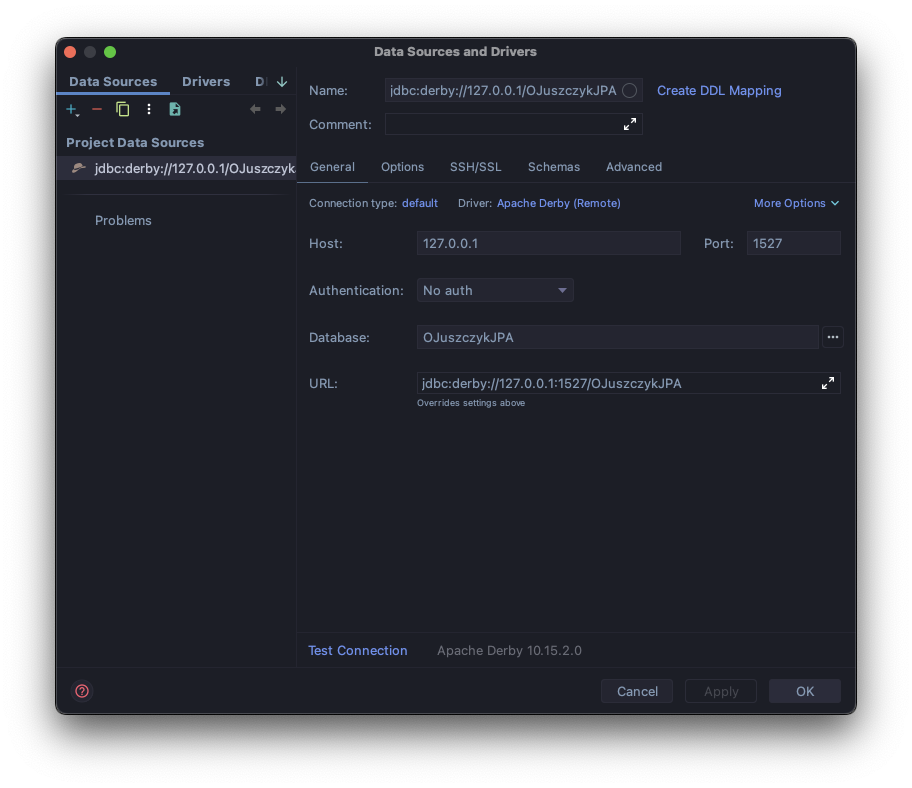 Data Sources and Drivers
Data Sources Drivers D
Project Data Sources
jdbc:derby://127.0.0.1/OJuszczyk
Problems
Name: jdbc:derby://127.0.0.1/OJuszczykJPA Create DDL Mapping
Comment:
General Options SSH/SSL Schemas Advanced
Connection type: default Driver: Apache Derby (Remote) More Options
Host: 127.0.0.1 Port: 1527
Authentication: No auth
Database: OJuszczykJPA
URL: jdbc:derby://127.0.0.1:1527/OJuszczykJPA
Overrides settings above
Test Connection Apache Derby 10.15.2.0
? Cancel Apply OK